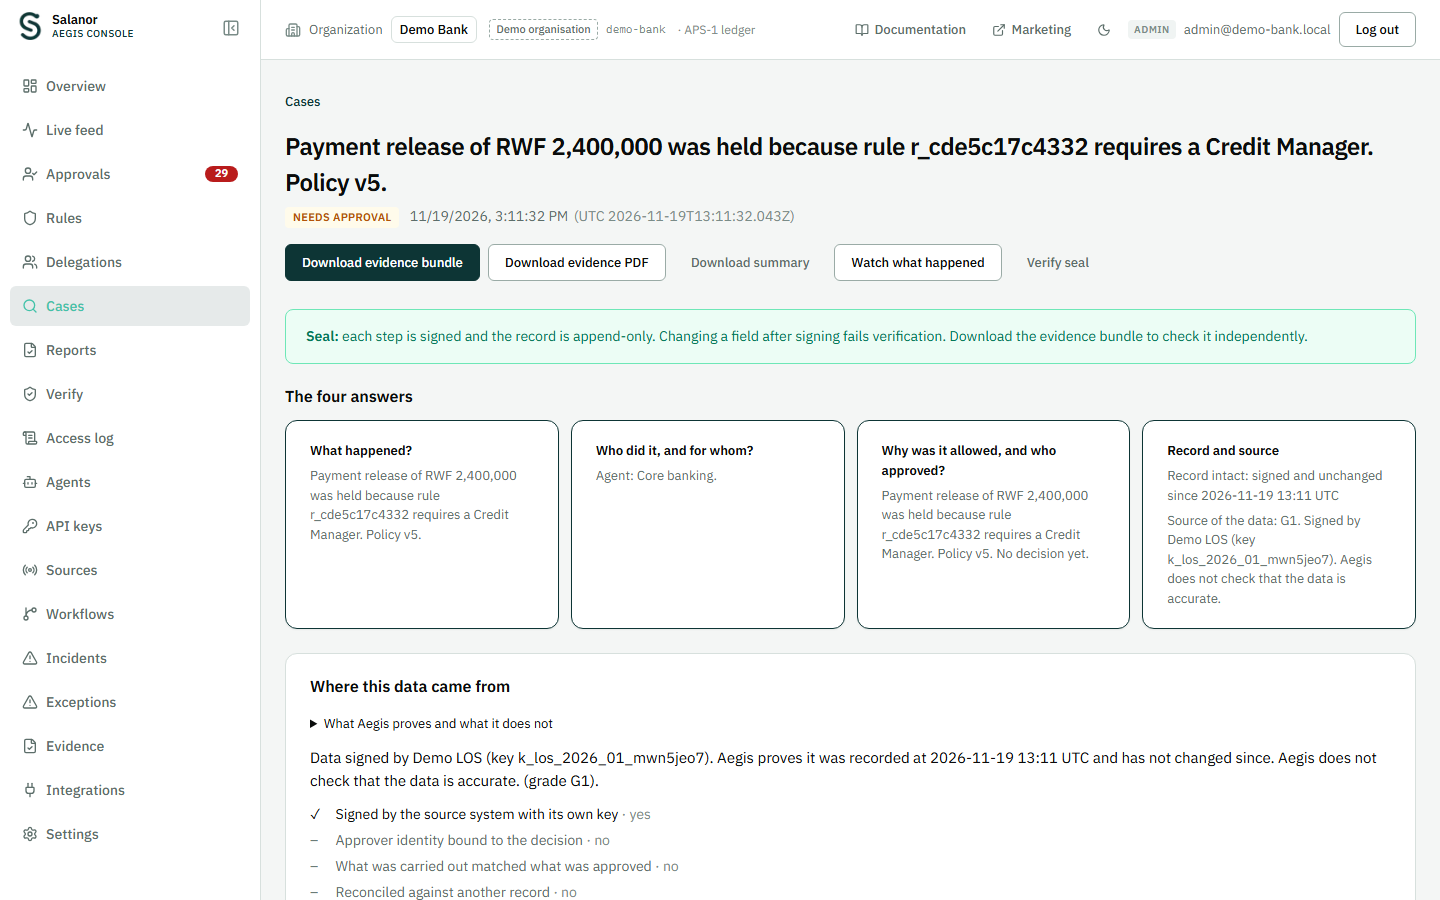 Salanor
AEGIS CONSOLE
Organization
Demo Bank
Demo organisation
demo-bank
· APS-1 ledger
Documentation
Marketing
ADMIN
admin@demo-bank.local
Log out
Overview
Live feed
Approvals
29
Rules
Delegations
Cases
Reports
Verify
Access log
Agents
API keys
Sources
Workflows
Incidents
Exceptions
Evidence
Integrations
Settings
Cases
Payment release of RWF 2,400,000 was held because rule r_cde5c17c4332 requires a Credit Manager.
Policy v5.
NEEDS APPROVAL
11/19/2026, 3:11:32 PM (UTC 2026-11-19T13:11:32.043Z)
Download evidence bundle
Download evidence PDF
Download summary
Watch what happened
Verify seal
Seal: each step is signed and the record is append-only. Changing a field after signing fails verification. Download the evidence bundle to check it independently.
The four answers
What happened?
Payment release of RWF 2,400,000
was held because rule
r_cde5c17c4332 requires a Credit
Manager. Policy v5.
Who did it, and for whom?
Agent: Core banking.
Why was it allowed, and who
approved?
Payment release of RWF 2,400,000
was held because rule
r_cde5c17c4332 requires a Credit
Manager. Policy v5. No decision yet.
Record and source
Record intact: signed and unchanged
since 2026-11-19 13:11 UTC
Source of the data: G1. Signed by
Demo LOS (key
k_los_2026_01_mwn5jeo7). Aegis
does not check that the data is
accurate.
Where this data came from
What Aegis proves and what it does not
Data signed by Demo LOS (key k_los_2026_01_mwn5jeo7). Aegis proves it was recorded at 2026-11-19 13:11 UTC and has not changed since. Aegis does not
check that the data is accurate. (grade G1).
✓ Signed by the source system with its own key · yes
– Approver identity bound to the decision · no
– What was carried out matched what was approved · no
– Reconciled against another record · no